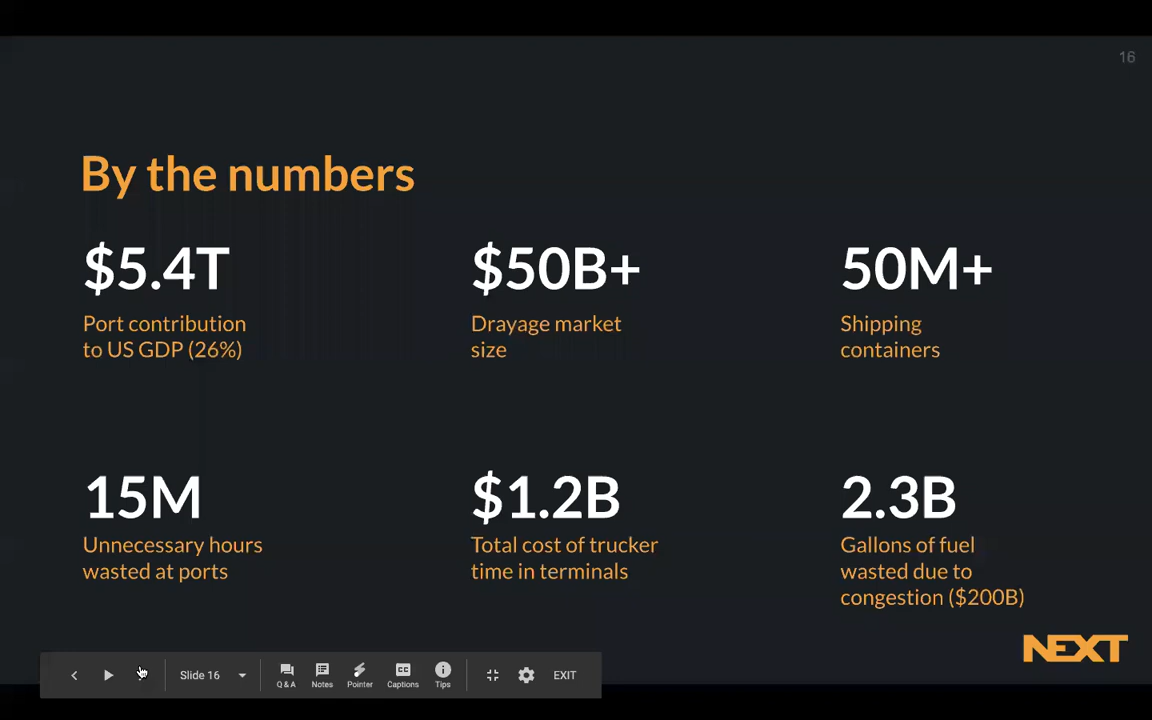 16
By the numbers
$5.4T
Port contribution
to US GDP (26%)
$50B+
Drayage market
size
50M+
Shipping
containers
15M
Unnecessary hours
wasted at ports
$1.2B
Total cost of trucker
time in terminals
2.3B
Gallons of fuel
wasted due to
congestion ($200B)
NEXT
Slide 16
Q & A
Notes
Pointer
CC
Captions
Tips
EXIT